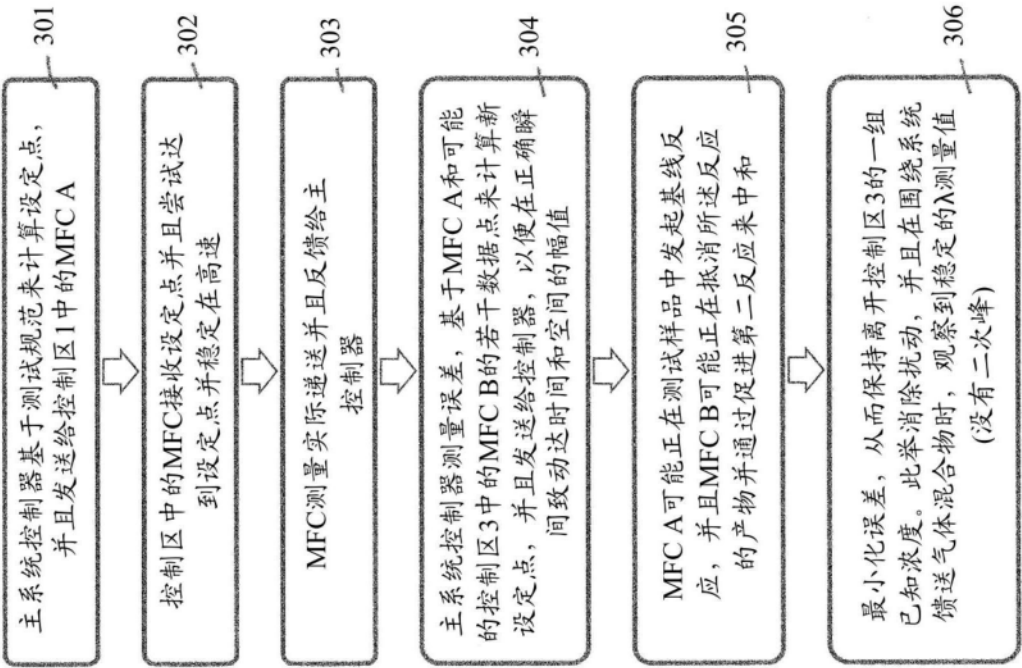 主系统控制器基于测试规范来计算设定点，
并且发送给控制区1中的MFC A
301
控制区中的MFC接收设定点并且尝试达
到设定点并稳定在高速
302
MFC测量实际递送并且反馈给主
控制器
303
主系统控制器测量误差，基于MFC A和可能
的控制区3中的MFC B的若干数据点来计算新
设定点，并且发送给控制器，以便在正确瞬
间致动达时间和空间的幅值
304
MFC A可能正在测试样品中发起基线反
应，并且MFC B可能正在抵消所述反应
的产物并通过促进第二反应来中和
305
最小化误差，从而保持离开控制区3的一组
已知浓度。此举消除扰动，并且在围绕系统
馈送气体混合物时，观察到稳定的λ测量值
(没有二次峰)
306